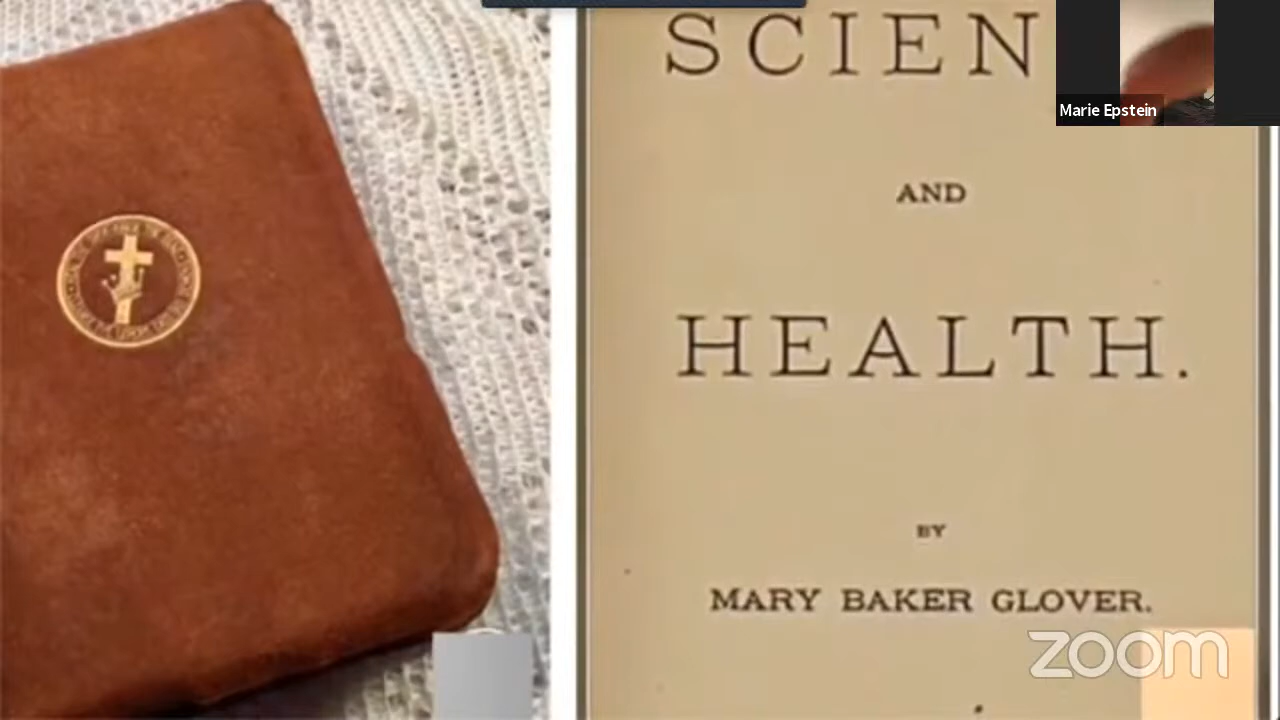 SCIEN
AND
HEALTH.
BY
MARY BAKER GLOVER.
Marie Epstein
zoom